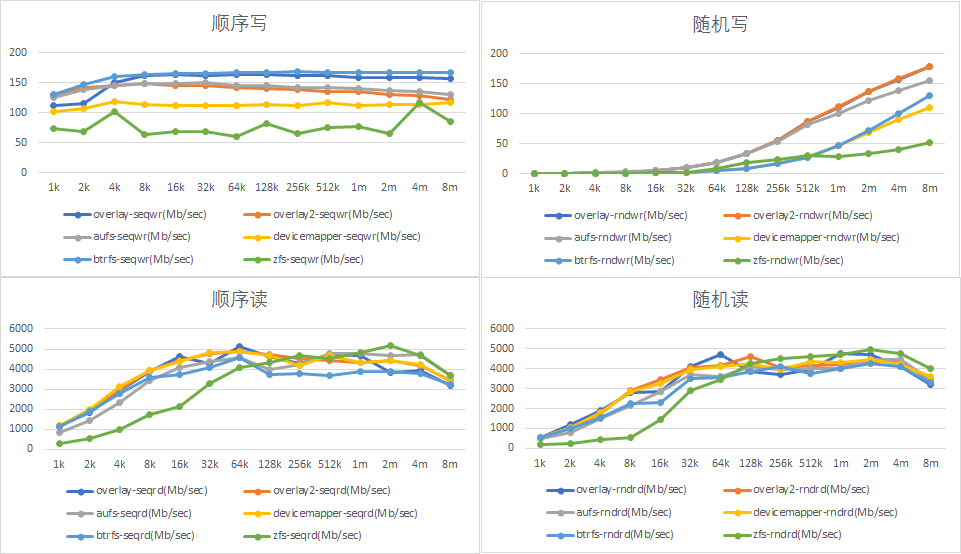 顺序写
200
150
100
50
0
1k 2k 4k 8k 16k 32k 64k 128k 256k 512k 1m 2m 4m 8m
overlay-seqwr(Mb/sec) overlay2-seqwr(Mb/sec)
aufs-seqwr(Mb/sec) devicemapper-seqwr(Mb/sec)
btrfs-seqwr(Mb/sec) zfs-seqwr(Mb/sec)
随机写
200
150
100
50
0
1k 2k 4k 8k 16k 32k 64k 128k 256k 512k 1m 2m 4m 8m
overlay-rndwr(Mb/sec) overlay2-rndwr(Mb/sec)
aufs-rndwr(Mb/sec) devicemapper-rndwr(Mb/sec)
btrfs-rndwr(Mb/sec) zfs-rndwr(Mb/sec)
顺序读
6000
5000
4000
3000
2000
1000
0
1k 2k 4k 8k 16k 32k 64k 128k 256k 512k 1m 2m 4m 8m
overlay-seqrd(Mb/sec) overlay2-seqrd(Mb/sec)
aufs-seqrd(Mb/sec) devicemapper-seqrd(Mb/sec)
btrfs-seqrd(Mb/sec) zfs-seqrd(Mb/sec)
随机读
6000
5000
4000
3000
2000
1000
0
1k 2k 4k 8k 16k 32k 64k 128k 256k 512k 1m 2m 4m 8m
overlay-rndrd(Mb/sec) overlay2-rndrd(Mb/sec)
aufs-rndrd(Mb/sec) devicemapper-rndrd(Mb/sec)
btrfs-rndrd(Mb/sec) zfs-rndrd(Mb/sec)